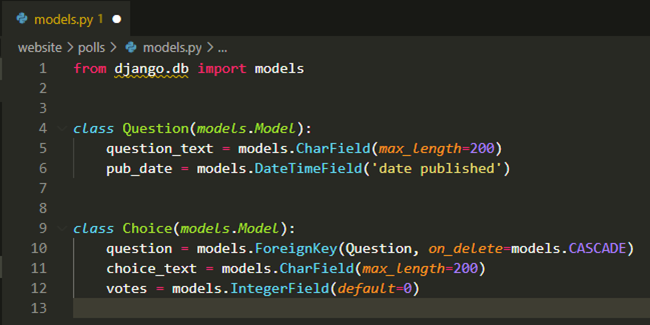 models.py 1
website > polls > models.py > ...
1 from django.db import models
2
3
4 class Question(models.Model):
5     question_text = models.CharField(max_length=200)
6     pub_date = models.DateTimeField('date published')
7
8
9 class Choice(models.Model):
10     question = models.ForeignKey(Question, on_delete=models.CASCADE)
11     choice_text = models.CharField(max_length=200)
12     votes = models.IntegerField(default=0)
13